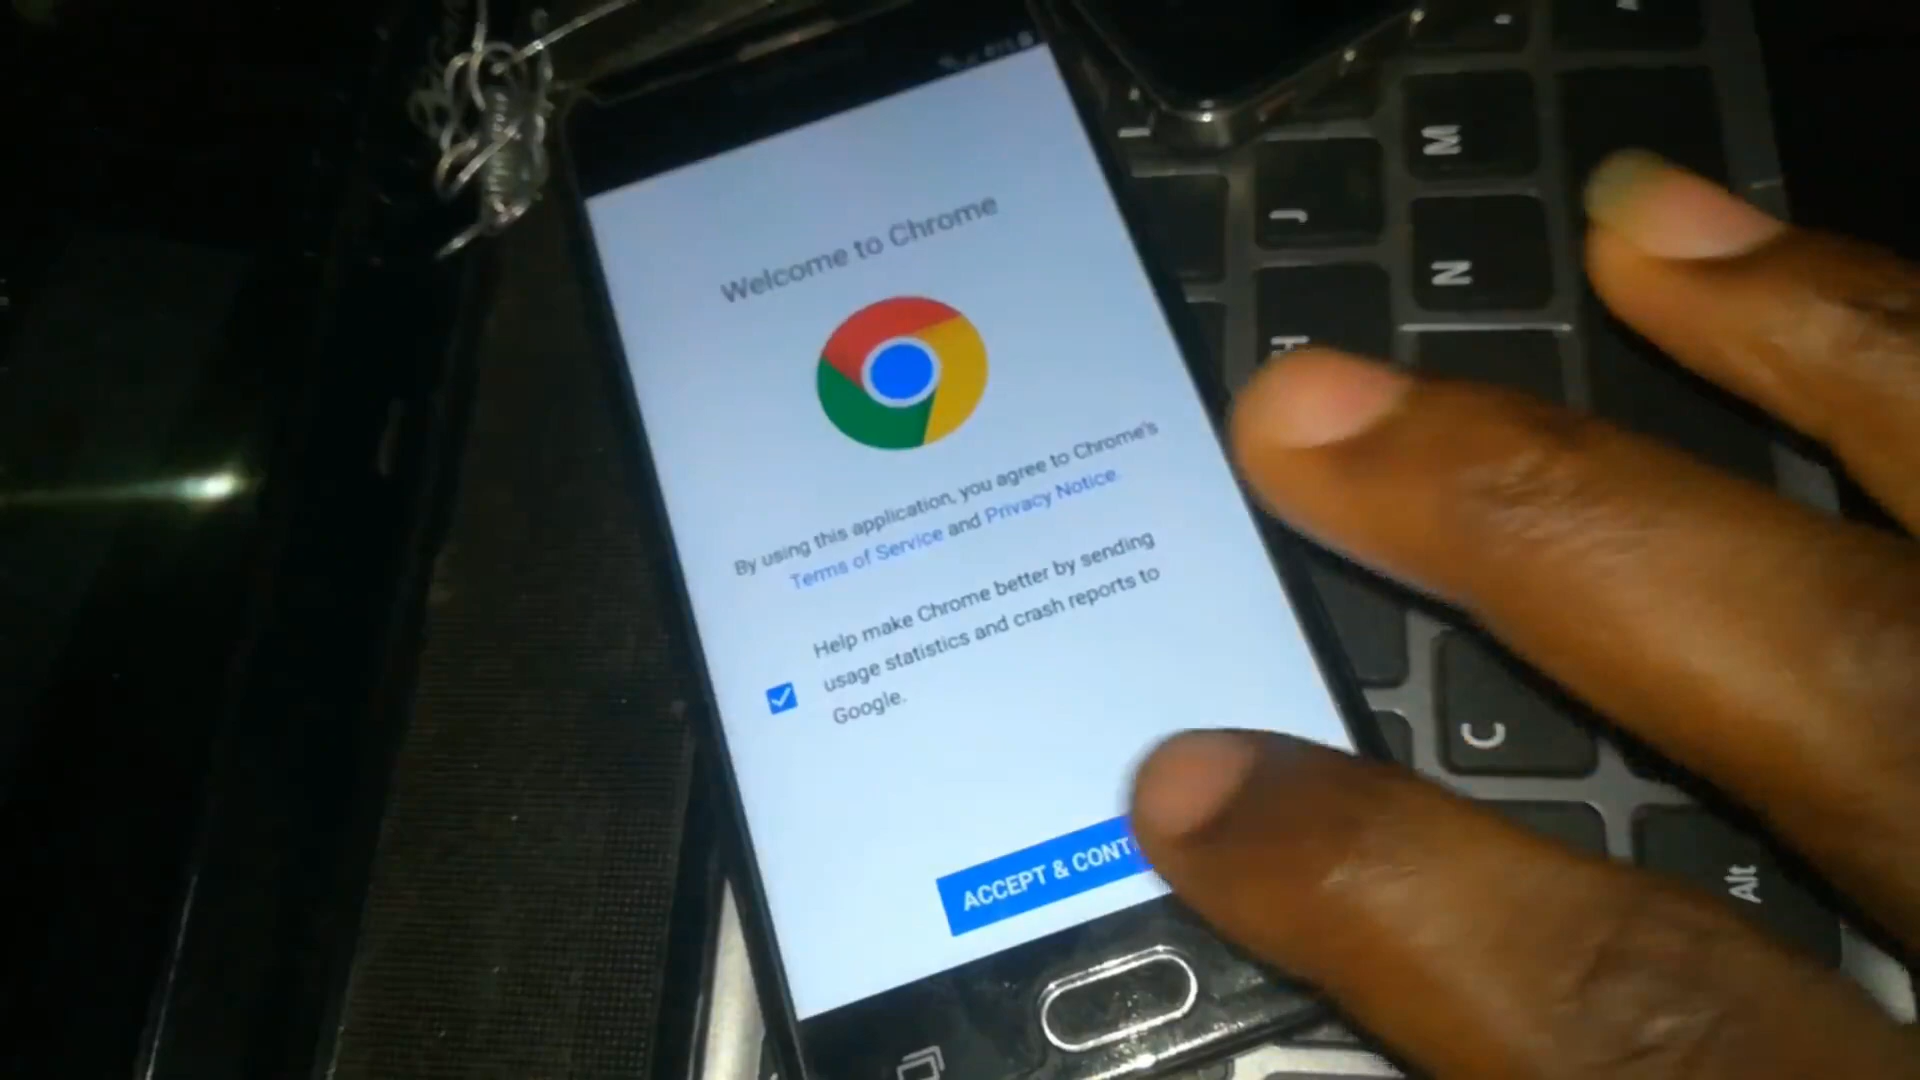 Welcome to Chrome
By using this application, you agree to Chrome's
Terms of Service and Privacy Notice.
Help make Chrome better by sending
usage statistics and crash reports to
Google.
ACCEPT & CONT
M
J
N
H
C
Alt